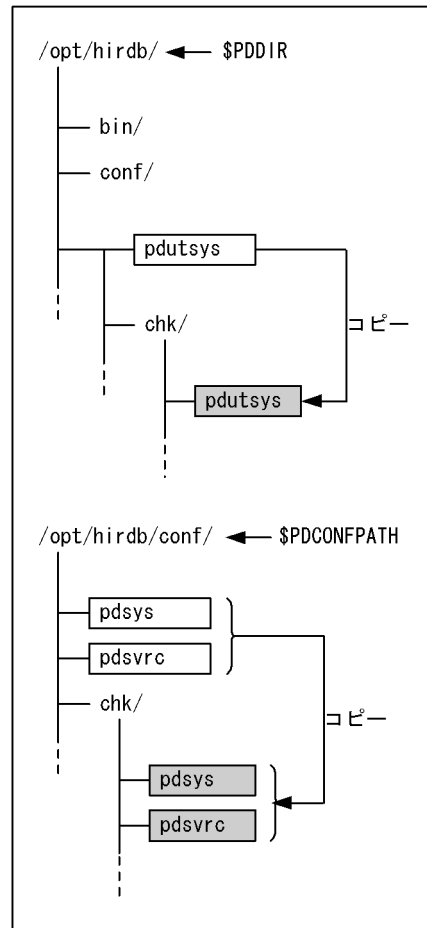 /opt/hirdb/ $PDDIR
bin/
conf/
pdutsys
chk/
コピー
pdutsys
/opt/hirdb/conf/ $PDCONFPATH
pdsys
pdsvrc
chk/
コピー
pdsys
pdsvrc